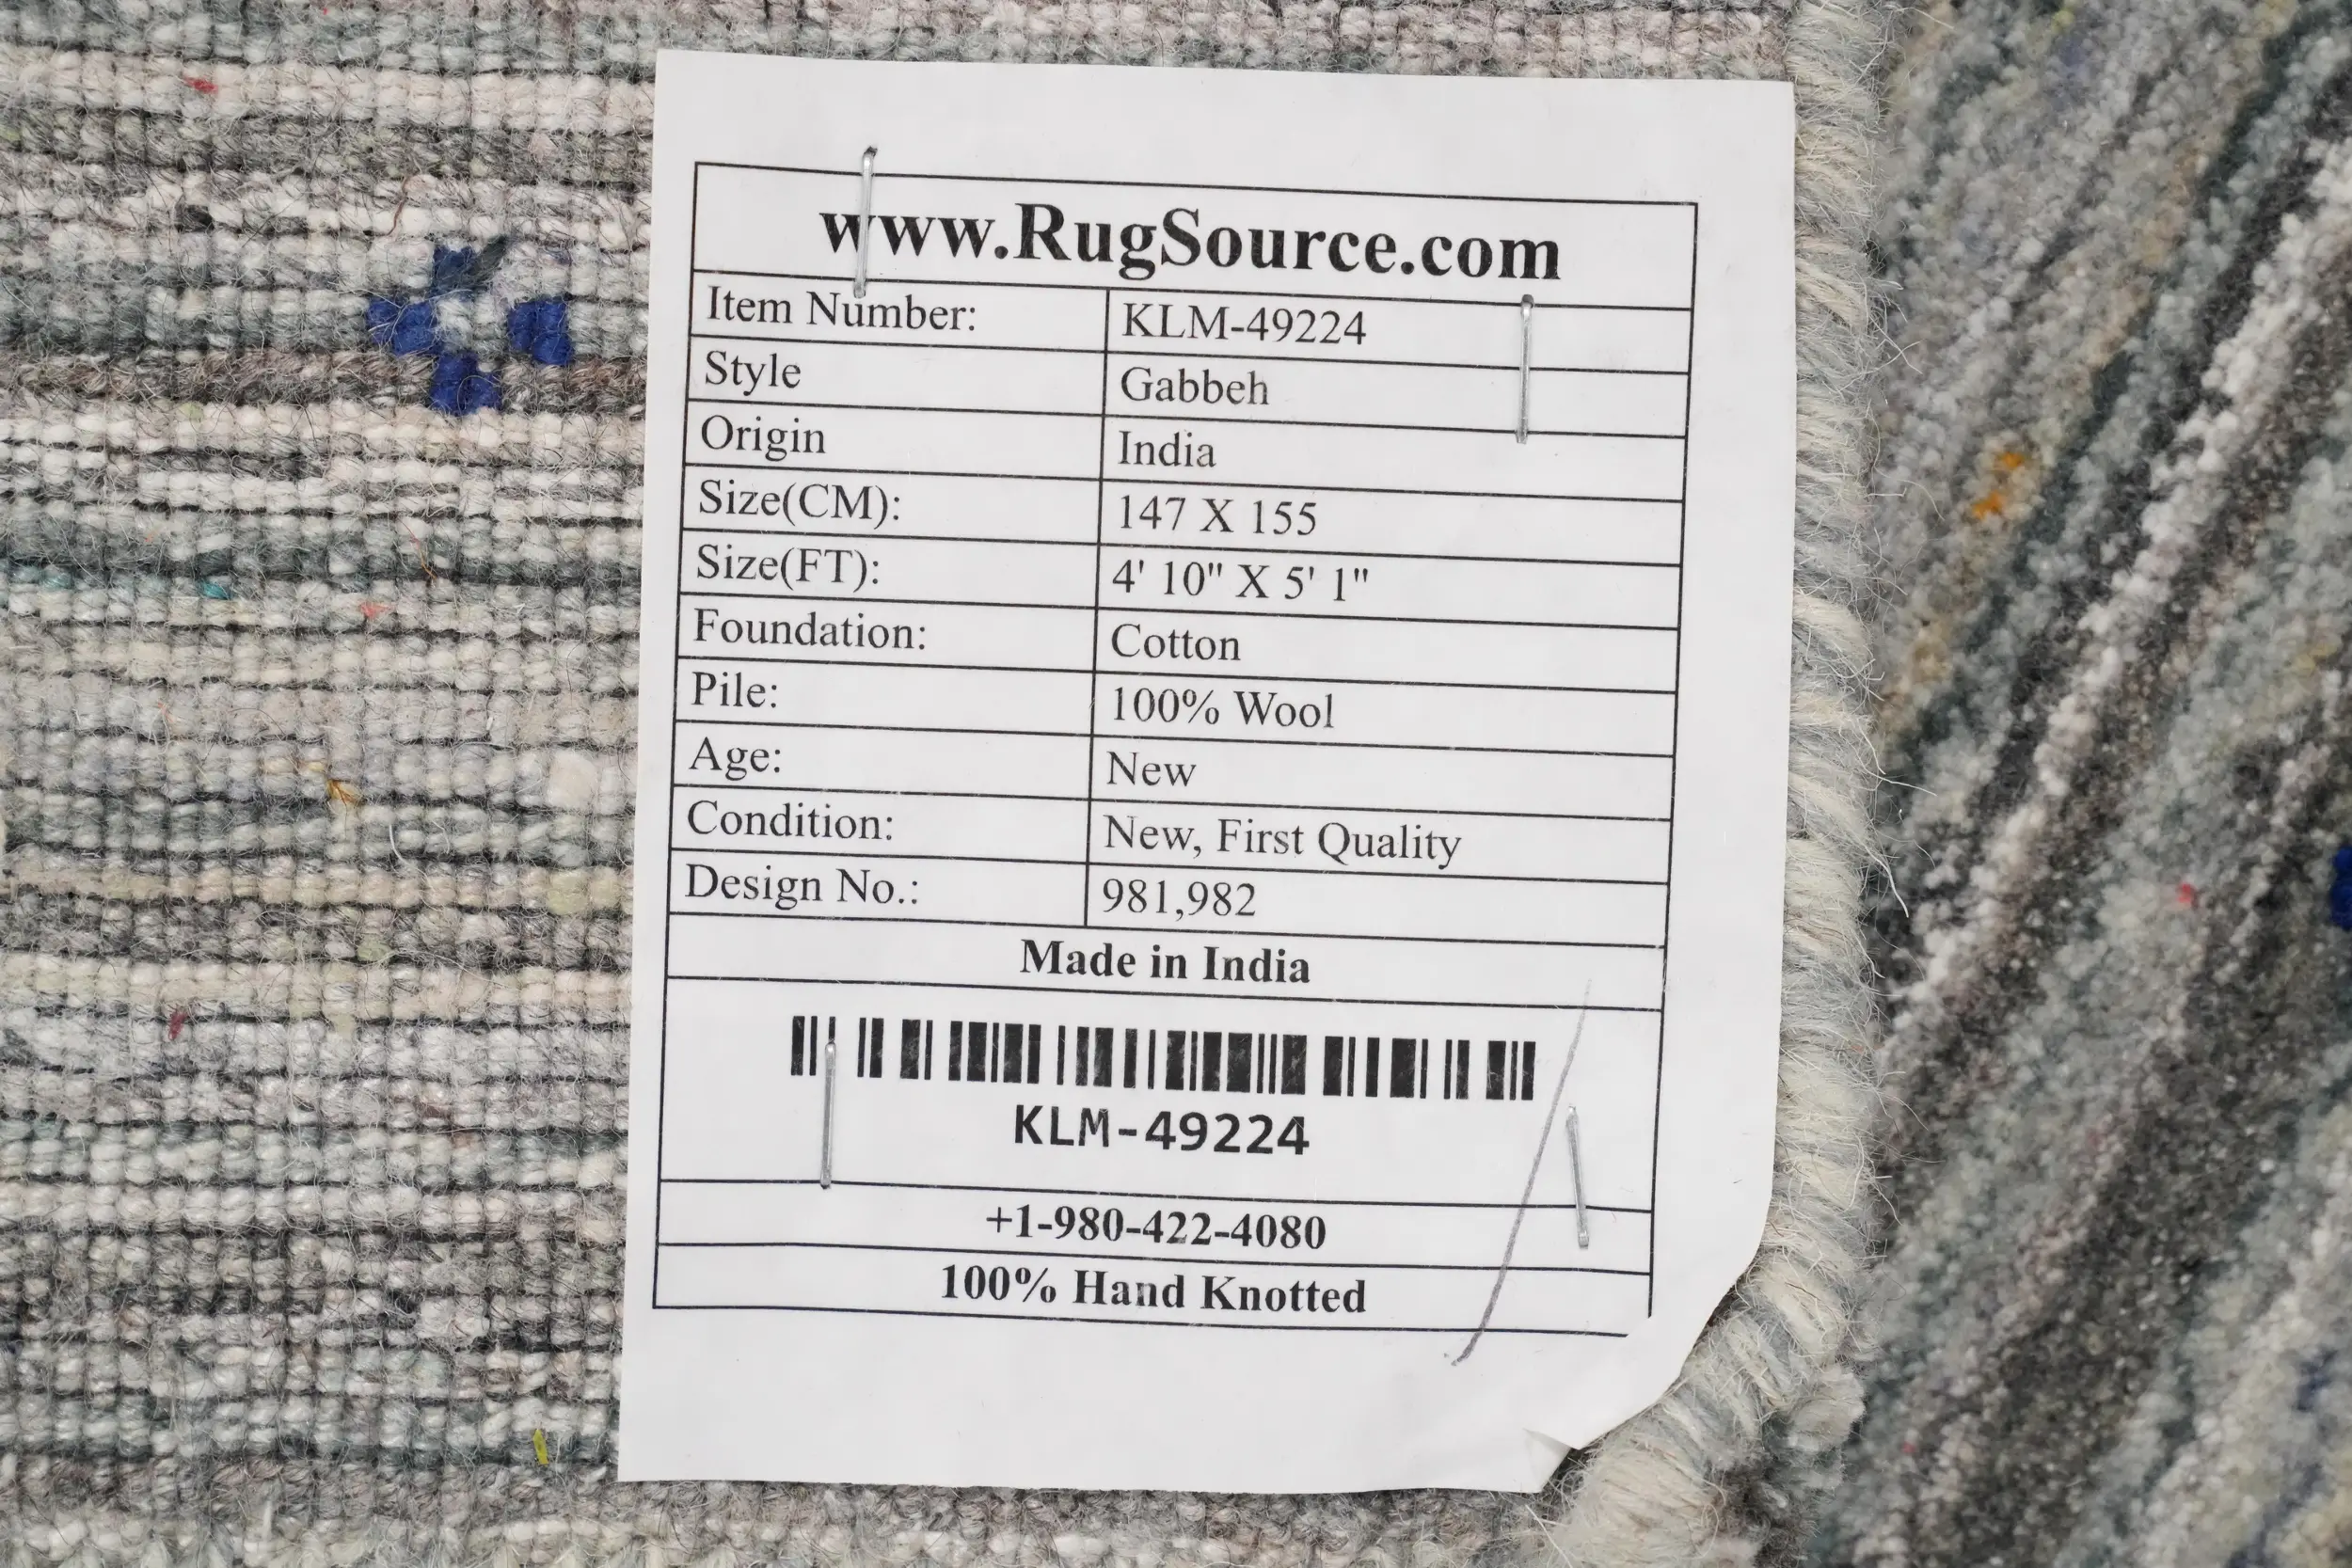 www.RugSource.com
Item Number: KLM-49224
Style Gabbeh
Origin India
Size(CM): 147 X 155
Size(FT): 4' 10" X 5' 1"
Foundation: Cotton
Pile: 100% Wool
Age: New
Condition: New, First Quality
Design No.: 981,982
Made in India
KLM-49224
+1-980-422-4080
100% Hand Knotted